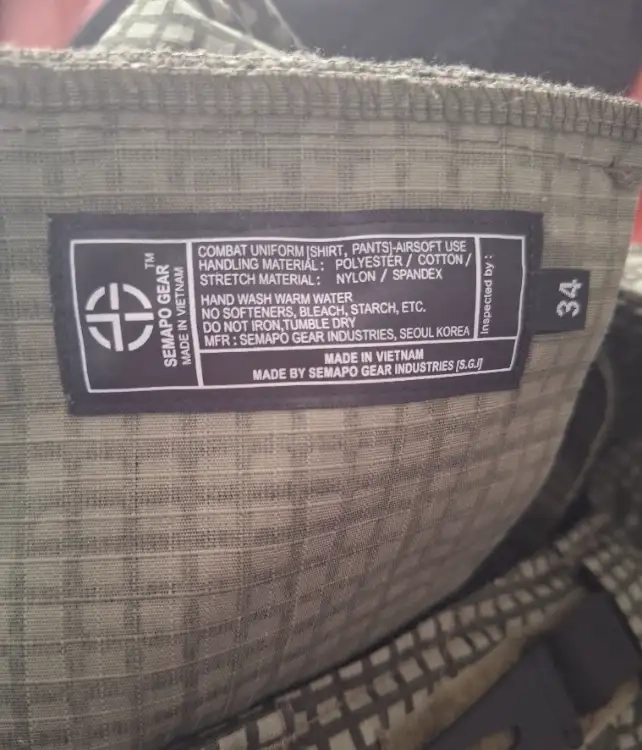 SEMAPO GEAR™
MADE IN VIETNAM
COMBAT UNIFORM [SHIRT, PANTS]-AIRSOFT USE
HANDLING MATERIAL : POLYESTER / COTTON /
STRETCH MATERIAL : NYLON / SPANDEX
HAND WASH WARM WATER
NO SOFTENERS, BLEACH, STARCH, ETC.
DO NOT IRON,TUMBLE DRY
MFR : SEMAPO GEAR INDUSTRIES, SEOUL KOREA
Inspected by :
MADE IN VIETNAM
MADE BY SEMAPO GEAR INDUSTRIES [S.G.I]
34